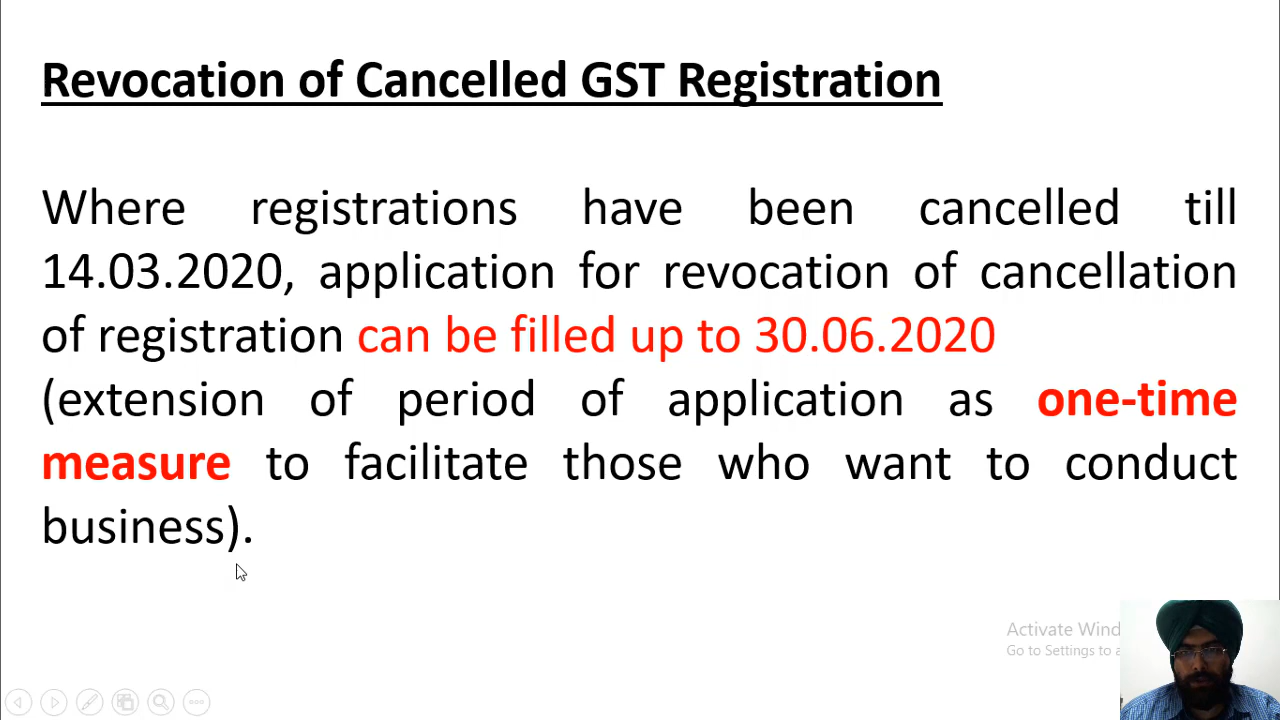 Revocation of Cancelled GST Registration
Where registrations have been cancelled till
14.03.2020, application for revocation of cancellation
of registration can be filled up to 30.06.2020
(extension of period of application as one-time
measure to facilitate those who want to conduct
business).
Activate Wind
Go to Settings to a